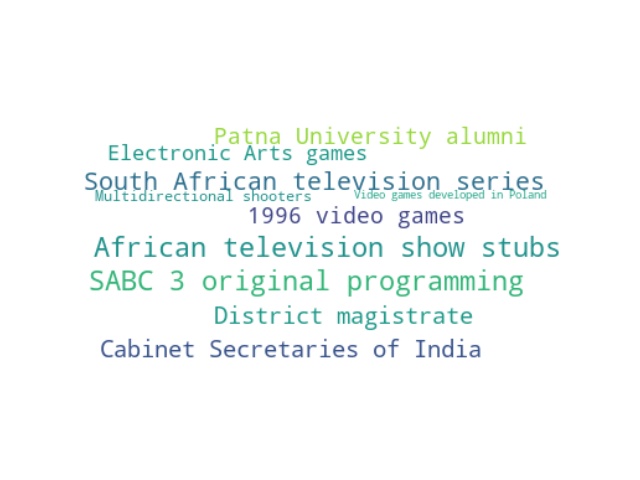 Patna University alumni
Electronic Arts games
South African television series
Multidirectional shooters
Video games developed in Poland
1996 video games
African television show stubs
SABC 3 original programming
District magistrate
Cabinet Secretaries of India